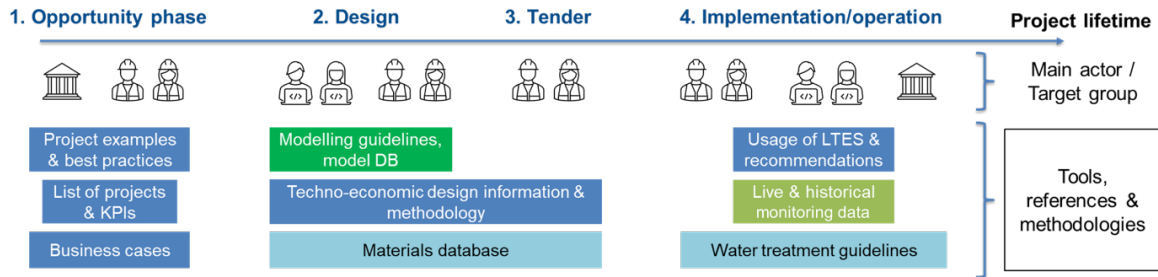 1. Opportunity phase
2. Design
3. Tender
4. Implementation/operation
Project lifetime
Main actor /
Target group
Project examples
& best practices
List of projects
& KPIs
Business cases
Modelling guidelines,
model DB
Techno-economic design information &
methodology
Materials database
Usage of LTES &
recommendations
Live & historical
monitoring data
Water treatment guidelines
Tools,
references &
methodologies